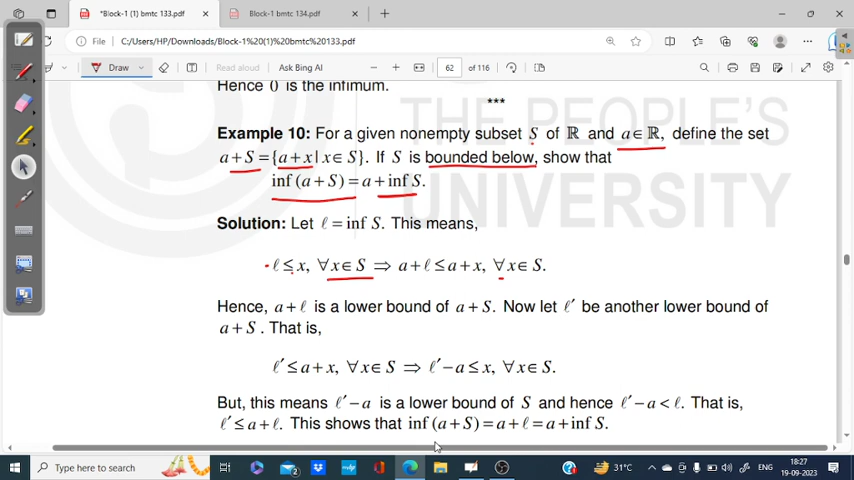 *Block-1 (1) bmtc 133.pdf
Block-1 bmtc 134.pdf
File
C:/Users/HP/Downloads/Block-1%20(1)%20bmtc%20133.pdf
Draw
Read aloud
Ask Bing AI
62
of 116
Hence 0 is the infimum.
***
THE PEOPLE'S
UNIVERSITY
Example 10: For a given nonempty subset S of ℝ and a∈ℝ, define the set
a+S={a+x|x∈S}. If S is bounded below, show that
inf (a+S)=a+inf S.
Solution: Let ℓ=inf S. This means,
ℓ≤x, ∀x∈S ⇒ a+ℓ≤a+x, ∀x∈S.
Hence, a+ℓ is a lower bound of a+S. Now let ℓ′ be another lower bound of
a+S. That is,
ℓ′≤a+x, ∀x∈S ⇒ ℓ′−a≤x, ∀x∈S.
But, this means ℓ′−a is a lower bound of S and hence ℓ′−a<ℓ. That is,
ℓ′≤a+ℓ. This shows that inf (a+S)=a+ℓ=a+inf S.
Type here to search
31°C
ENG
18:27
19-09-2023